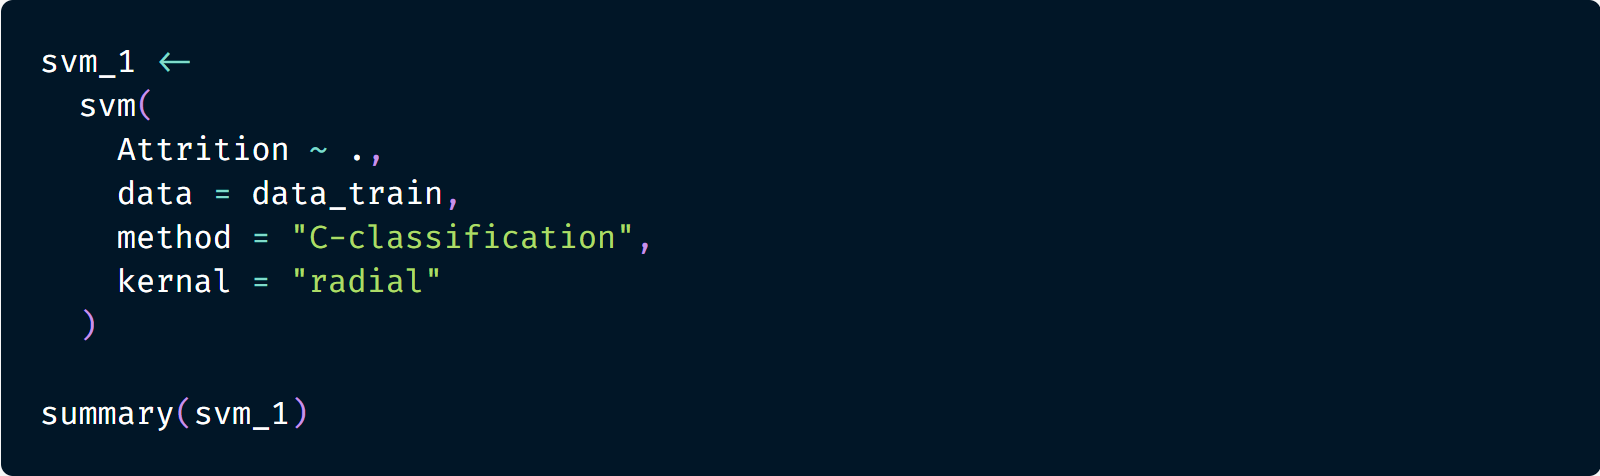 svm_1 <-
  svm(
    Attrition ~ .,
    data = data_train,
    method = "C-classification",
    kernal = "radial"
  )

summary(svm_1)